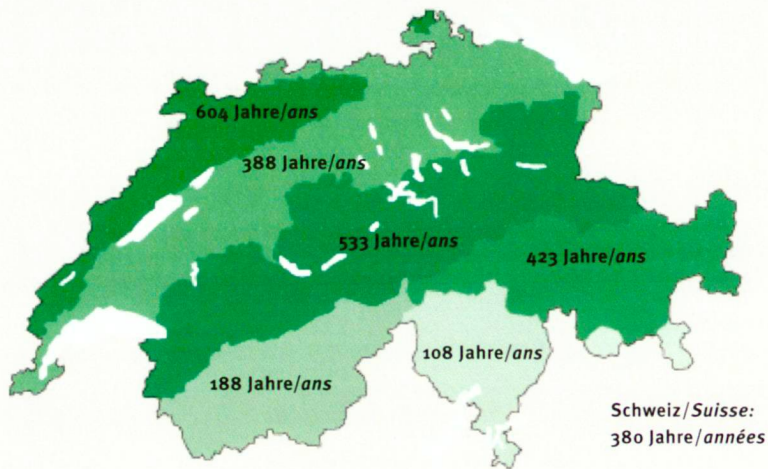 604 Jahre/ans
388 Jahre/ans
533 Jahre/ans
423 Jahre/ans
108 Jahre/ans
188 Jahre/ans
Schweiz/Suisse:
380 Jahre/années